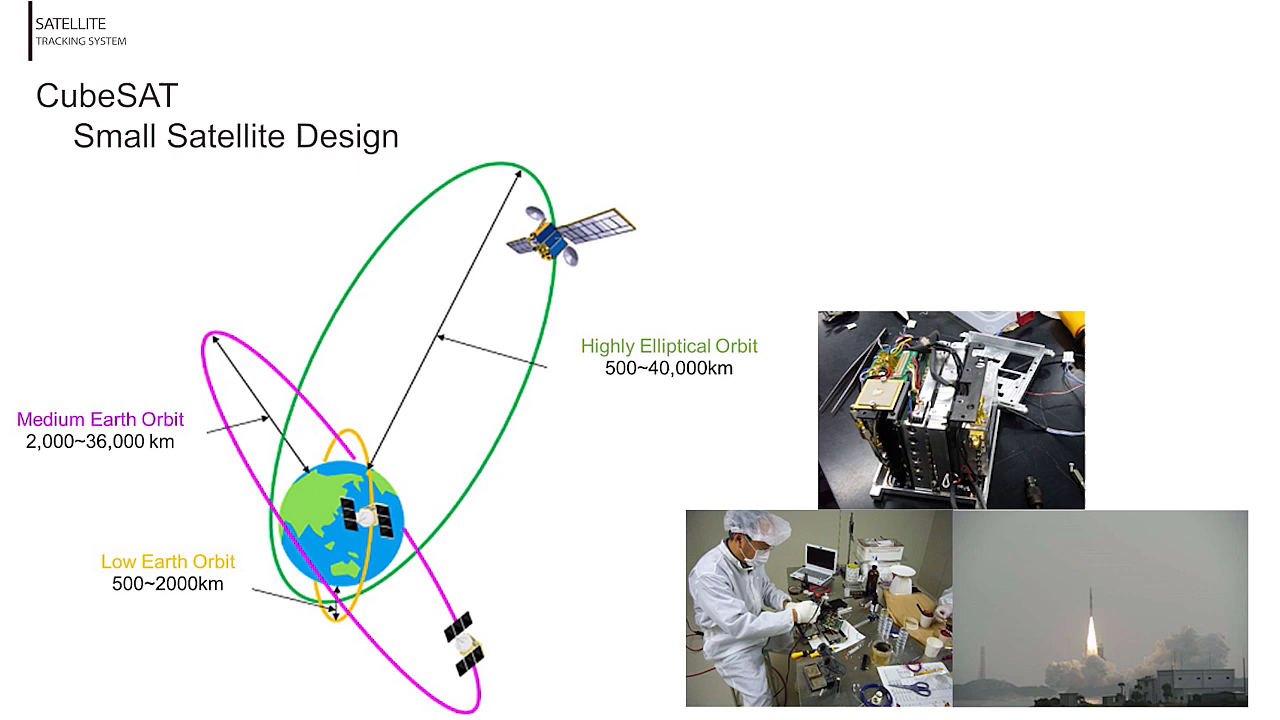 SATELLITE
TRACKING SYSTEM
CubeSAT
Small Satellite Design
Highly Elliptical Orbit
500~40,000km
Medium Earth Orbit
2,000~36,000 km
Low Earth Orbit
500~2000km